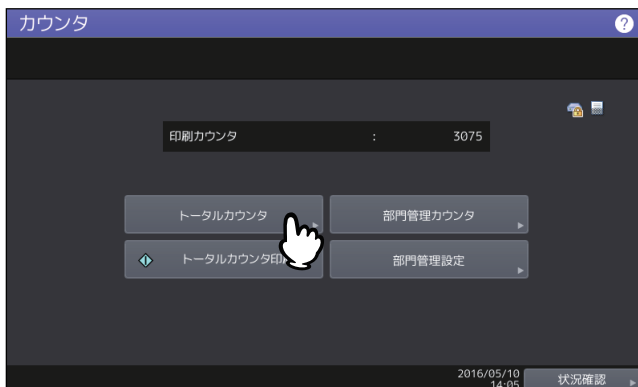 カウンタ ?
印刷カウンタ : 3075
トータルカウンタ 部門管理カウンタ
トータルカウンタ印 部門管理設定
2016/05/10
14:05 状況確認